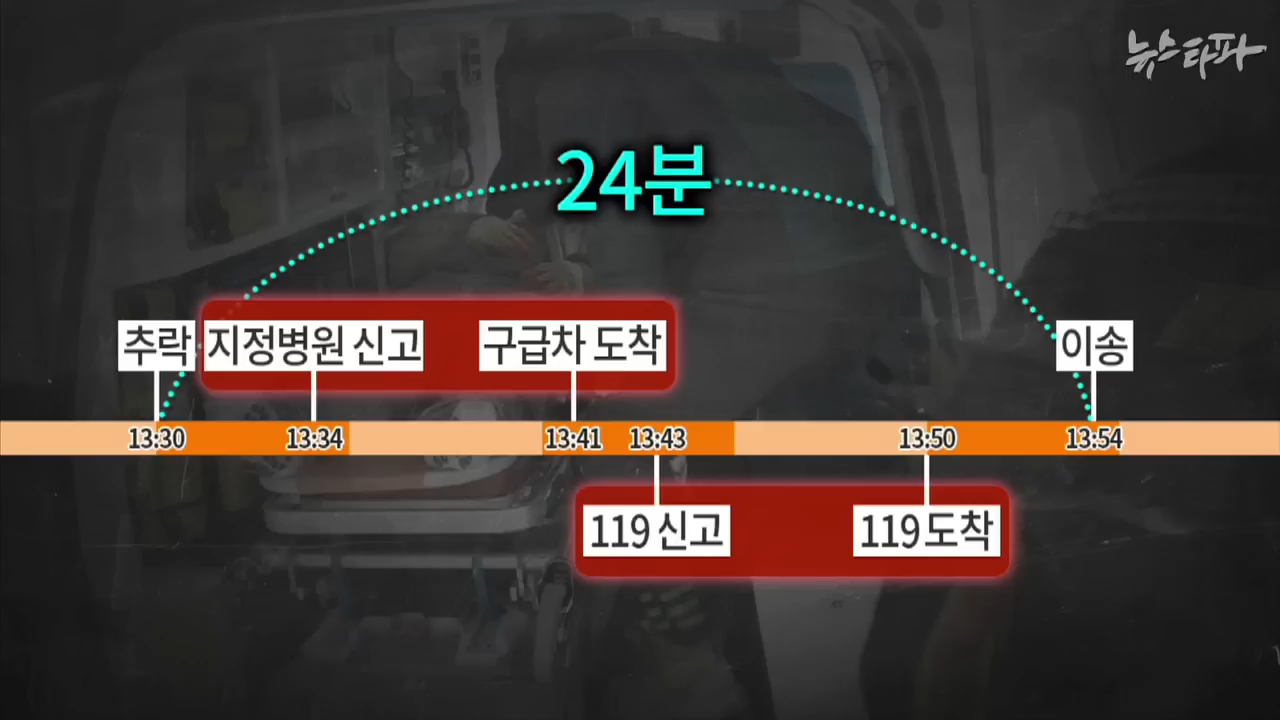 뉴스타파
24분
추락
지정병원 신고
구급차 도착
이송
13:30
13:34
13:41
13:43
13:50
13:54
119 신고
119 도착